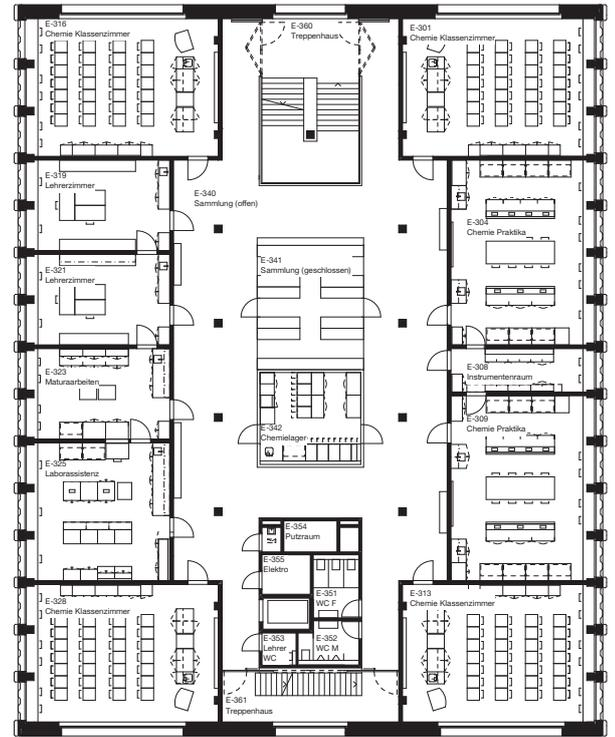 E-316
Chemie Klassenzimmer
E-360
Treppenhaus
E-301
Chemie Klassenzimmer
E-319
Lehrerzimmer
E-340
Sammlung (offen)
E-304
Chemie Praktika
E-321
Lehrerzimmer
E-341
Sammlung (geschlossen)
E-323
Maturaarbeiten
E-308
Instrumentenraum
E-309
Chemie Praktika
E-342
Chemielager
E-325
Laborassistenz
E-354
Putzraum
E-355
Elektro
E-351
WC F
E-328
Chemie Klassenzimmer
E-313
Chemie Klassenzimmer
E-353
Lehrer
WC
E-352
WC M
E-361
Treppenhaus